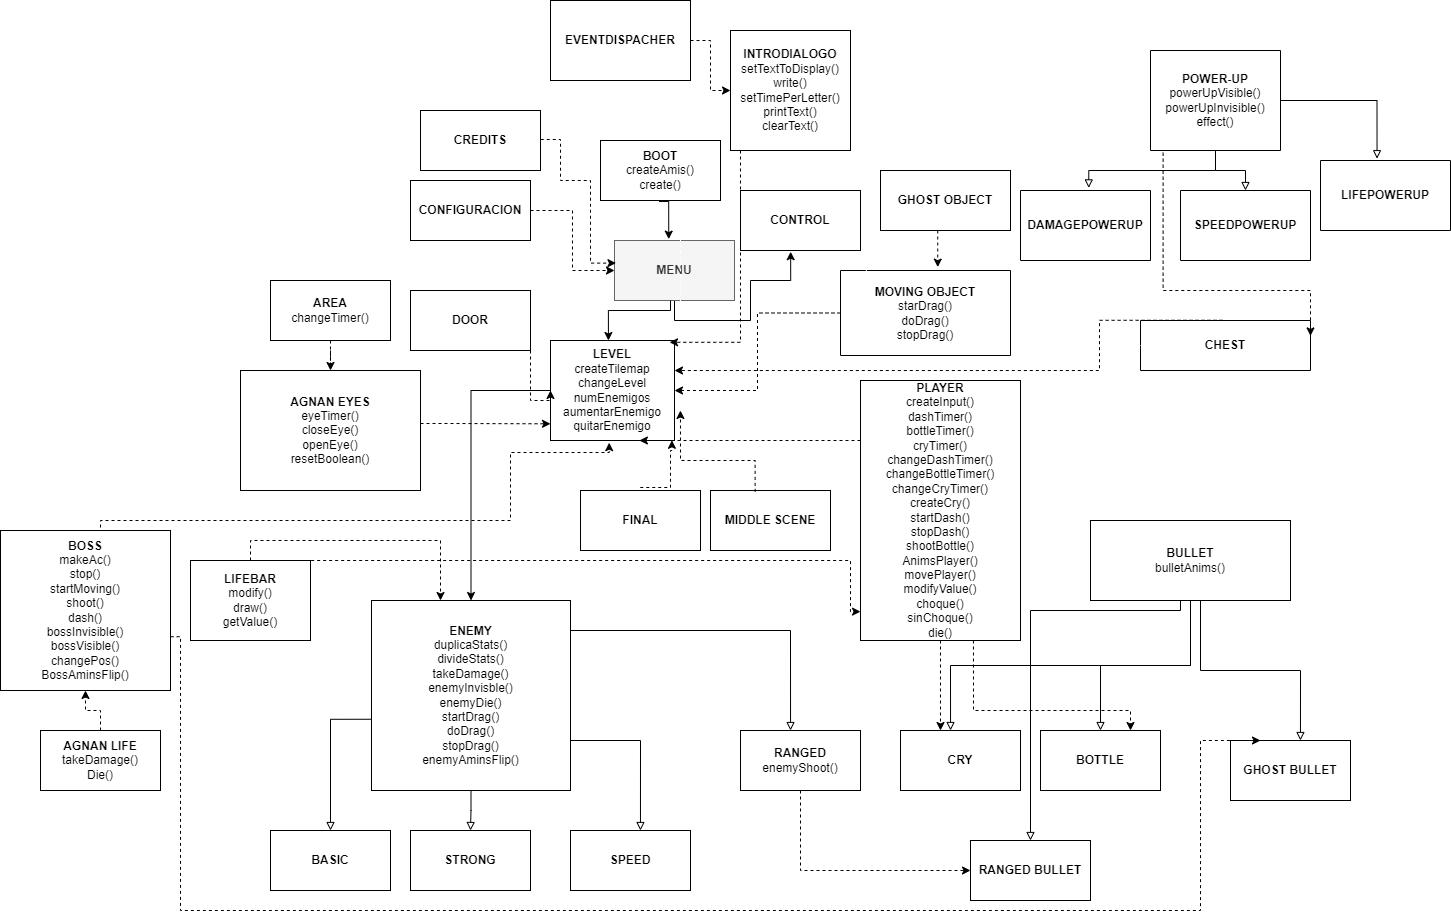 EVENTDISPACHER
INTRODIALOGO
setTextToDisplay()
write()
setTimePerLetter()
printText()
clearText()
POWER-UP
powerUpVisible()
powerUpInvisible()
effect()
CREDITS
BOOT
createAmis()
create()
CONFIGURACION
CONTROL
GHOST OBJECT
DAMAGEPOWERUP
SPEEDPOWERUP
LIFEPOWERUP
MENU
AREA
changeTimer()
DOOR
MOVING OBJECT
starDrag()
doDrag()
stopDrag()
CHEST
LEVEL
createTilemap
changeLevel
numEnemigos
aumentarEnemigo
quitarEnemigo
AGNAN EYES
eyeTimer()
closeEye()
openEye()
resetBoolean()
PLAYER
createInput()
dashTimer()
bottleTimer()
cryTimer()
changeDashTimer()
changeBottleTimer()
changeCryTimer()
createCry()
startDash()
stopDash()
shootBottle()
AnimsPlayer()
movePlayer()
modifyValue()
choque()
sinChoque()
die()
FINAL
MIDDLE SCENE
BOSS
makeAc()
stop()
startMoving()
shoot()
dash()
bossInvisible()
bossVisible()
changePos()
BossAminsFlip()
LIFEBAR
modify()
draw()
getValue()
BULLET
bulletAnims()
ENEMY
duplicaStats()
divideStats()
takeDamage()
enemyInvisble()
enemyDie()
startDrag()
doDrag()
stopDrag()
enemyAminsFlip()
AGNAN LIFE
takeDamage()
Die()
RANGED
enemyShoot()
CRY
BOTTLE
GHOST BULLET
BASIC
STRONG
SPEED
RANGED BULLET